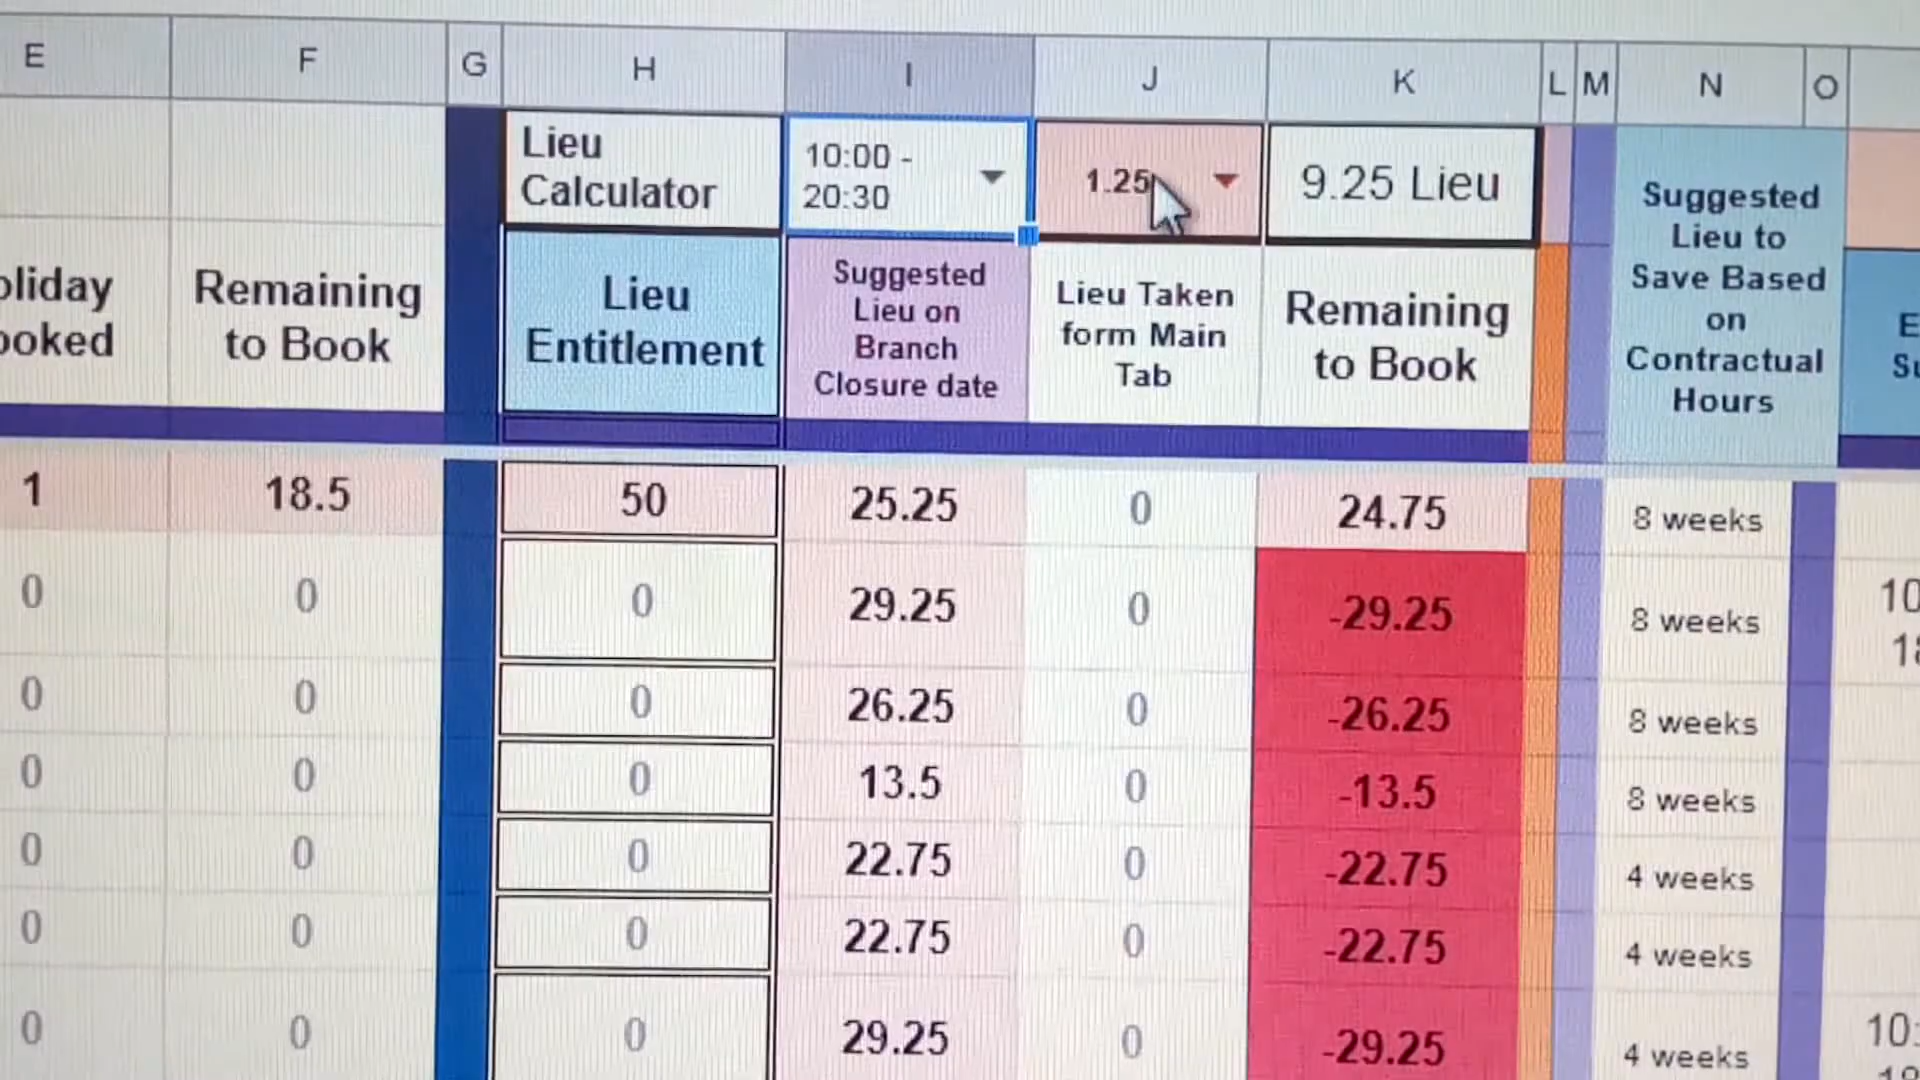 E F G H I J K L M N O
Lieu
Calculator
10:00 -
20:30
1.25
9.25 Lieu
oliday
ooked
Remaining
to Book
Lieu
Entitlement
Suggested
Lieu on
Branch
Closure date
Lieu Taken
form Main
Tab
Remaining
to Book
Suggested
Lieu to
Save Based
on
Contractual
Hours
E
Su
1 18.5 50 25.25 0 24.75 8 weeks
0 0 0 29.25 0 -29.25 8 weeks
10
18
0 0 0 26.25 0 -26.25 8 weeks
0 0 0 13.5 0 -13.5 8 weeks
0 0 0 22.75 0 -22.75 4 weeks
0 0 0 22.75 0 -22.75 4 weeks
0 0 0 29.25 0 -29.25 4 weeks
10: